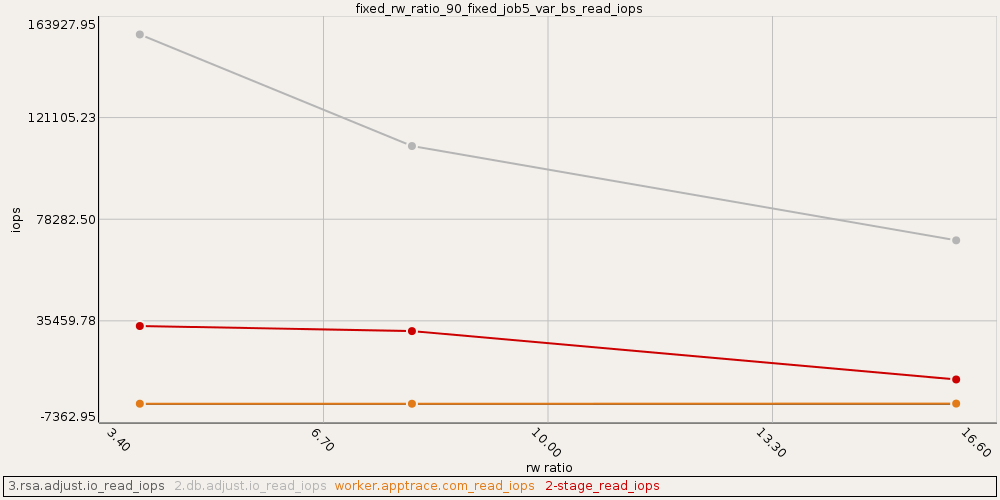 fixed_rw_ratio_90_fixed_job5_var_bs_read_iops
163927.95
121105.23
78282.50
35459.78
-7362.95
iops
3.40
6.70
10.00
13.30
16.60
rw ratio
3.rsa.adjust.io_read_iops 2.db.adjust.io_read_iops worker.apptrace.com_read_iops 2-stage_read_iops